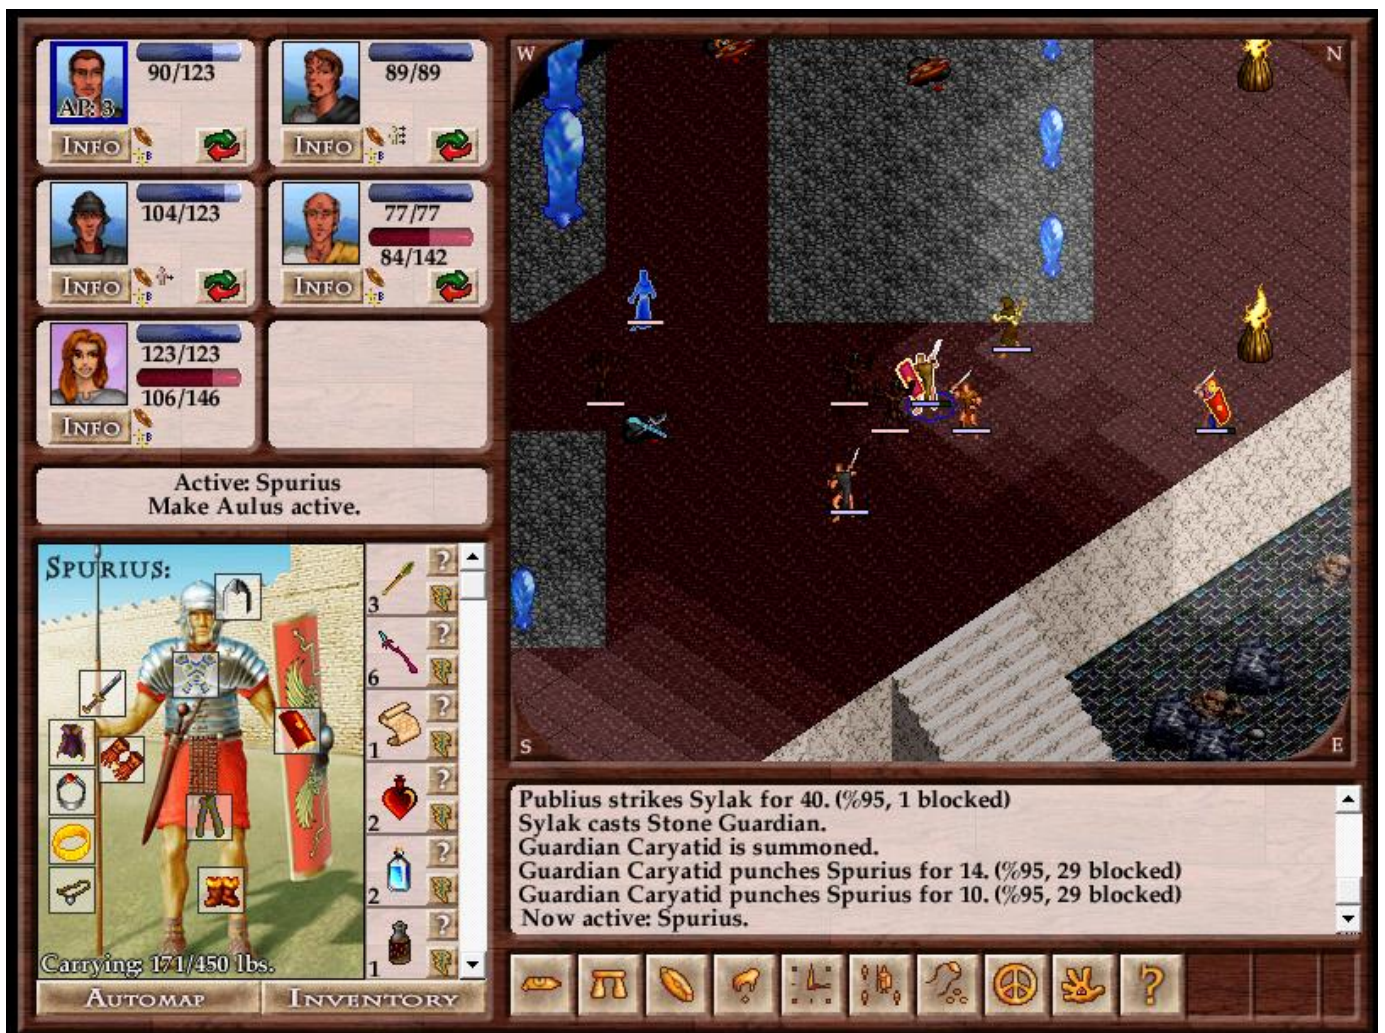 90/123
AP: 3
INFO
89/89
INFO
104/123
INFO
77/77
84/142
INFO
123/123
106/146
INFO
Active: Spurius
Make Aulus active.
SPURIUS:
3
?
6
?
1
?
2
?
2
?
1
?
Carrying: 171/450 lbs.
AUTOMAP
INVENTORY
W
N
S
E
Publius strikes Sylak for 40. (%95, 1 blocked)
Sylak casts Stone Guardian.
Guardian Caryatid is summoned.
Guardian Caryatid punches Spurius for 14. (%95, 29 blocked)
Guardian Caryatid punches Spurius for 10. (%95, 29 blocked)
Now active: Spurius.
?